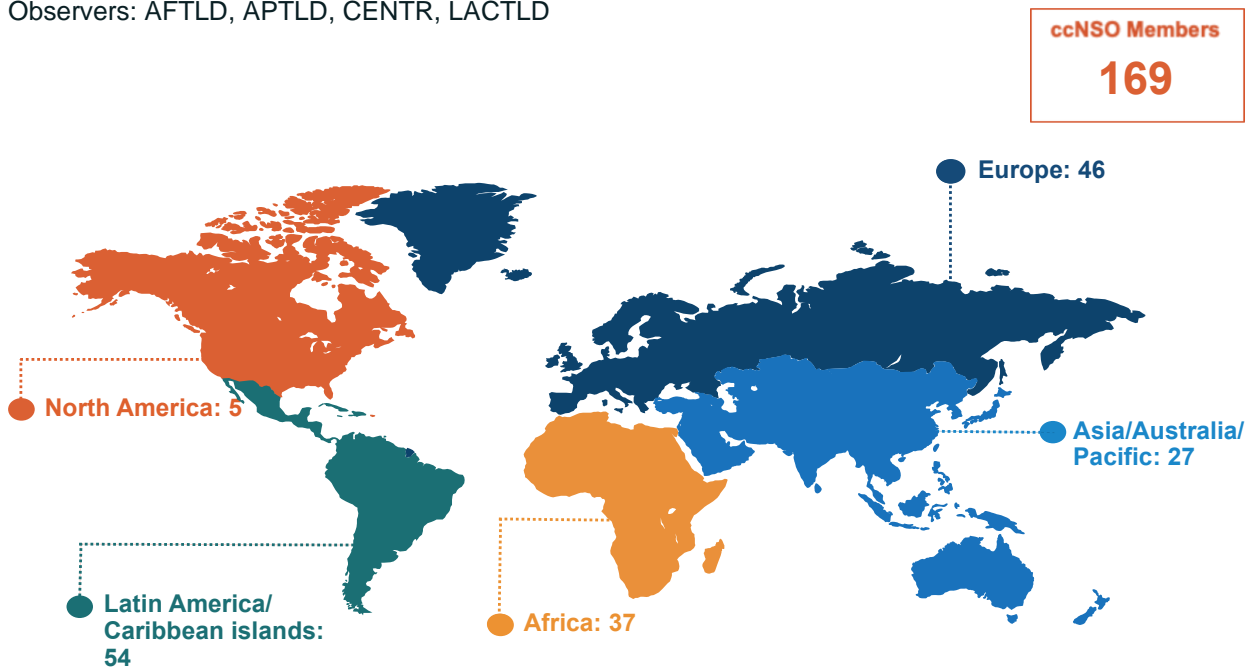 Observers: AFTLD, APTLD, CENTR, LACTLD
ccNSO Members
169
Europe: 46
North America: 5
Asia/Australia/
Pacific: 27
Latin America/
Caribbean islands:
54
Africa: 37